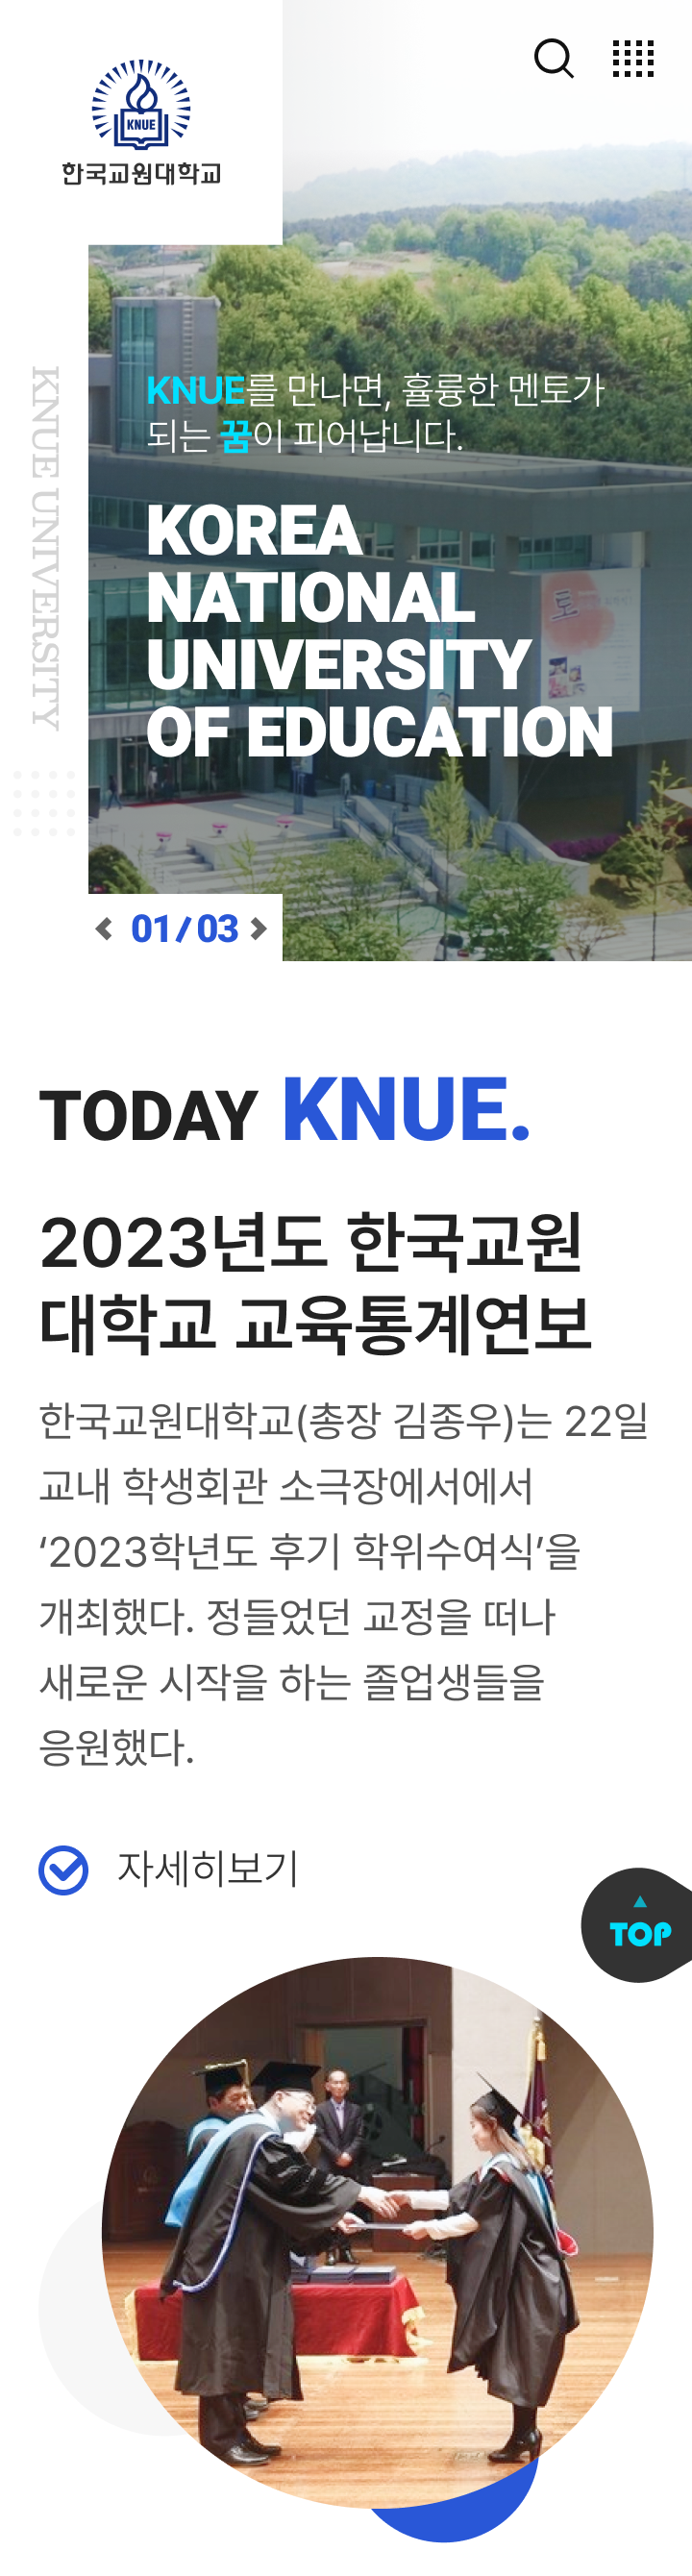 KNUE
한국교원대학교
KNUE UNIVERSITY
KNUE를 만나면, 훌륭한 멘토가
되는 꿈이 피어납니다.
KOREA
NATIONAL
UNIVERSITY
OF EDUCATION
토
01 / 03
TODAY KNUE.
2023년도 한국교원
대학교 교육통계연보
한국교원대학교(총장 김종우)는 22일
교내 학생회관 소극장에서에서
‘2023학년도 후기 학위수여식’을
개최했다. 정들었던 교정을 떠나
새로운 시작을 하는 졸업생들을
응원했다.
자세히보기
TOP